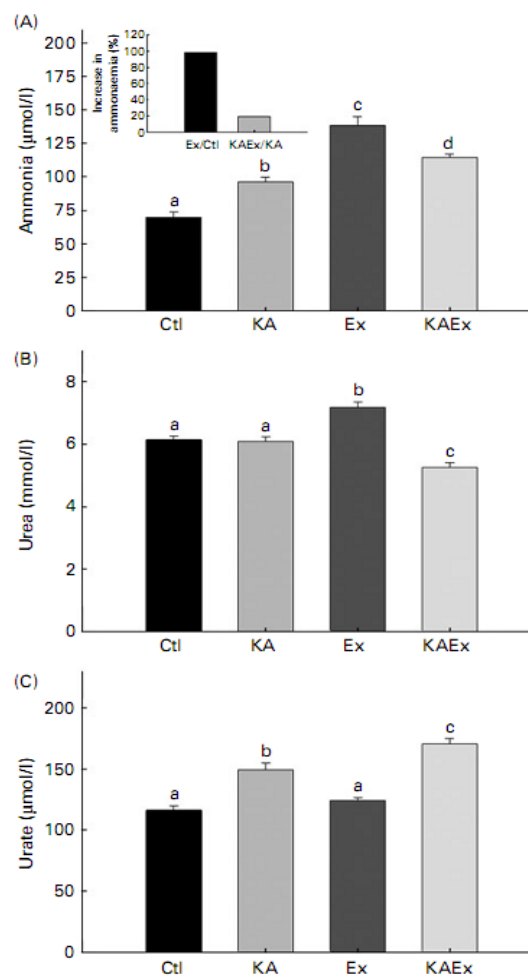 (A)
Ammonia (μmol/l)
200
175
150
125
100
75
50
25
0
Increase in
ammonaemia (%)
120
100
80
60
40
20
0
Ex/Ctl KAEx/KA
a
b
c
d
Ctl KA Ex KAEx
(B)
Urea (mmol/l)
8
6
4
2
0
a
a
b
c
Ctl KA Ex KAEx
(C)
Urate (μmol/l)
200
150
100
50
0
a
b
a
c
Ctl KA Ex KAEx